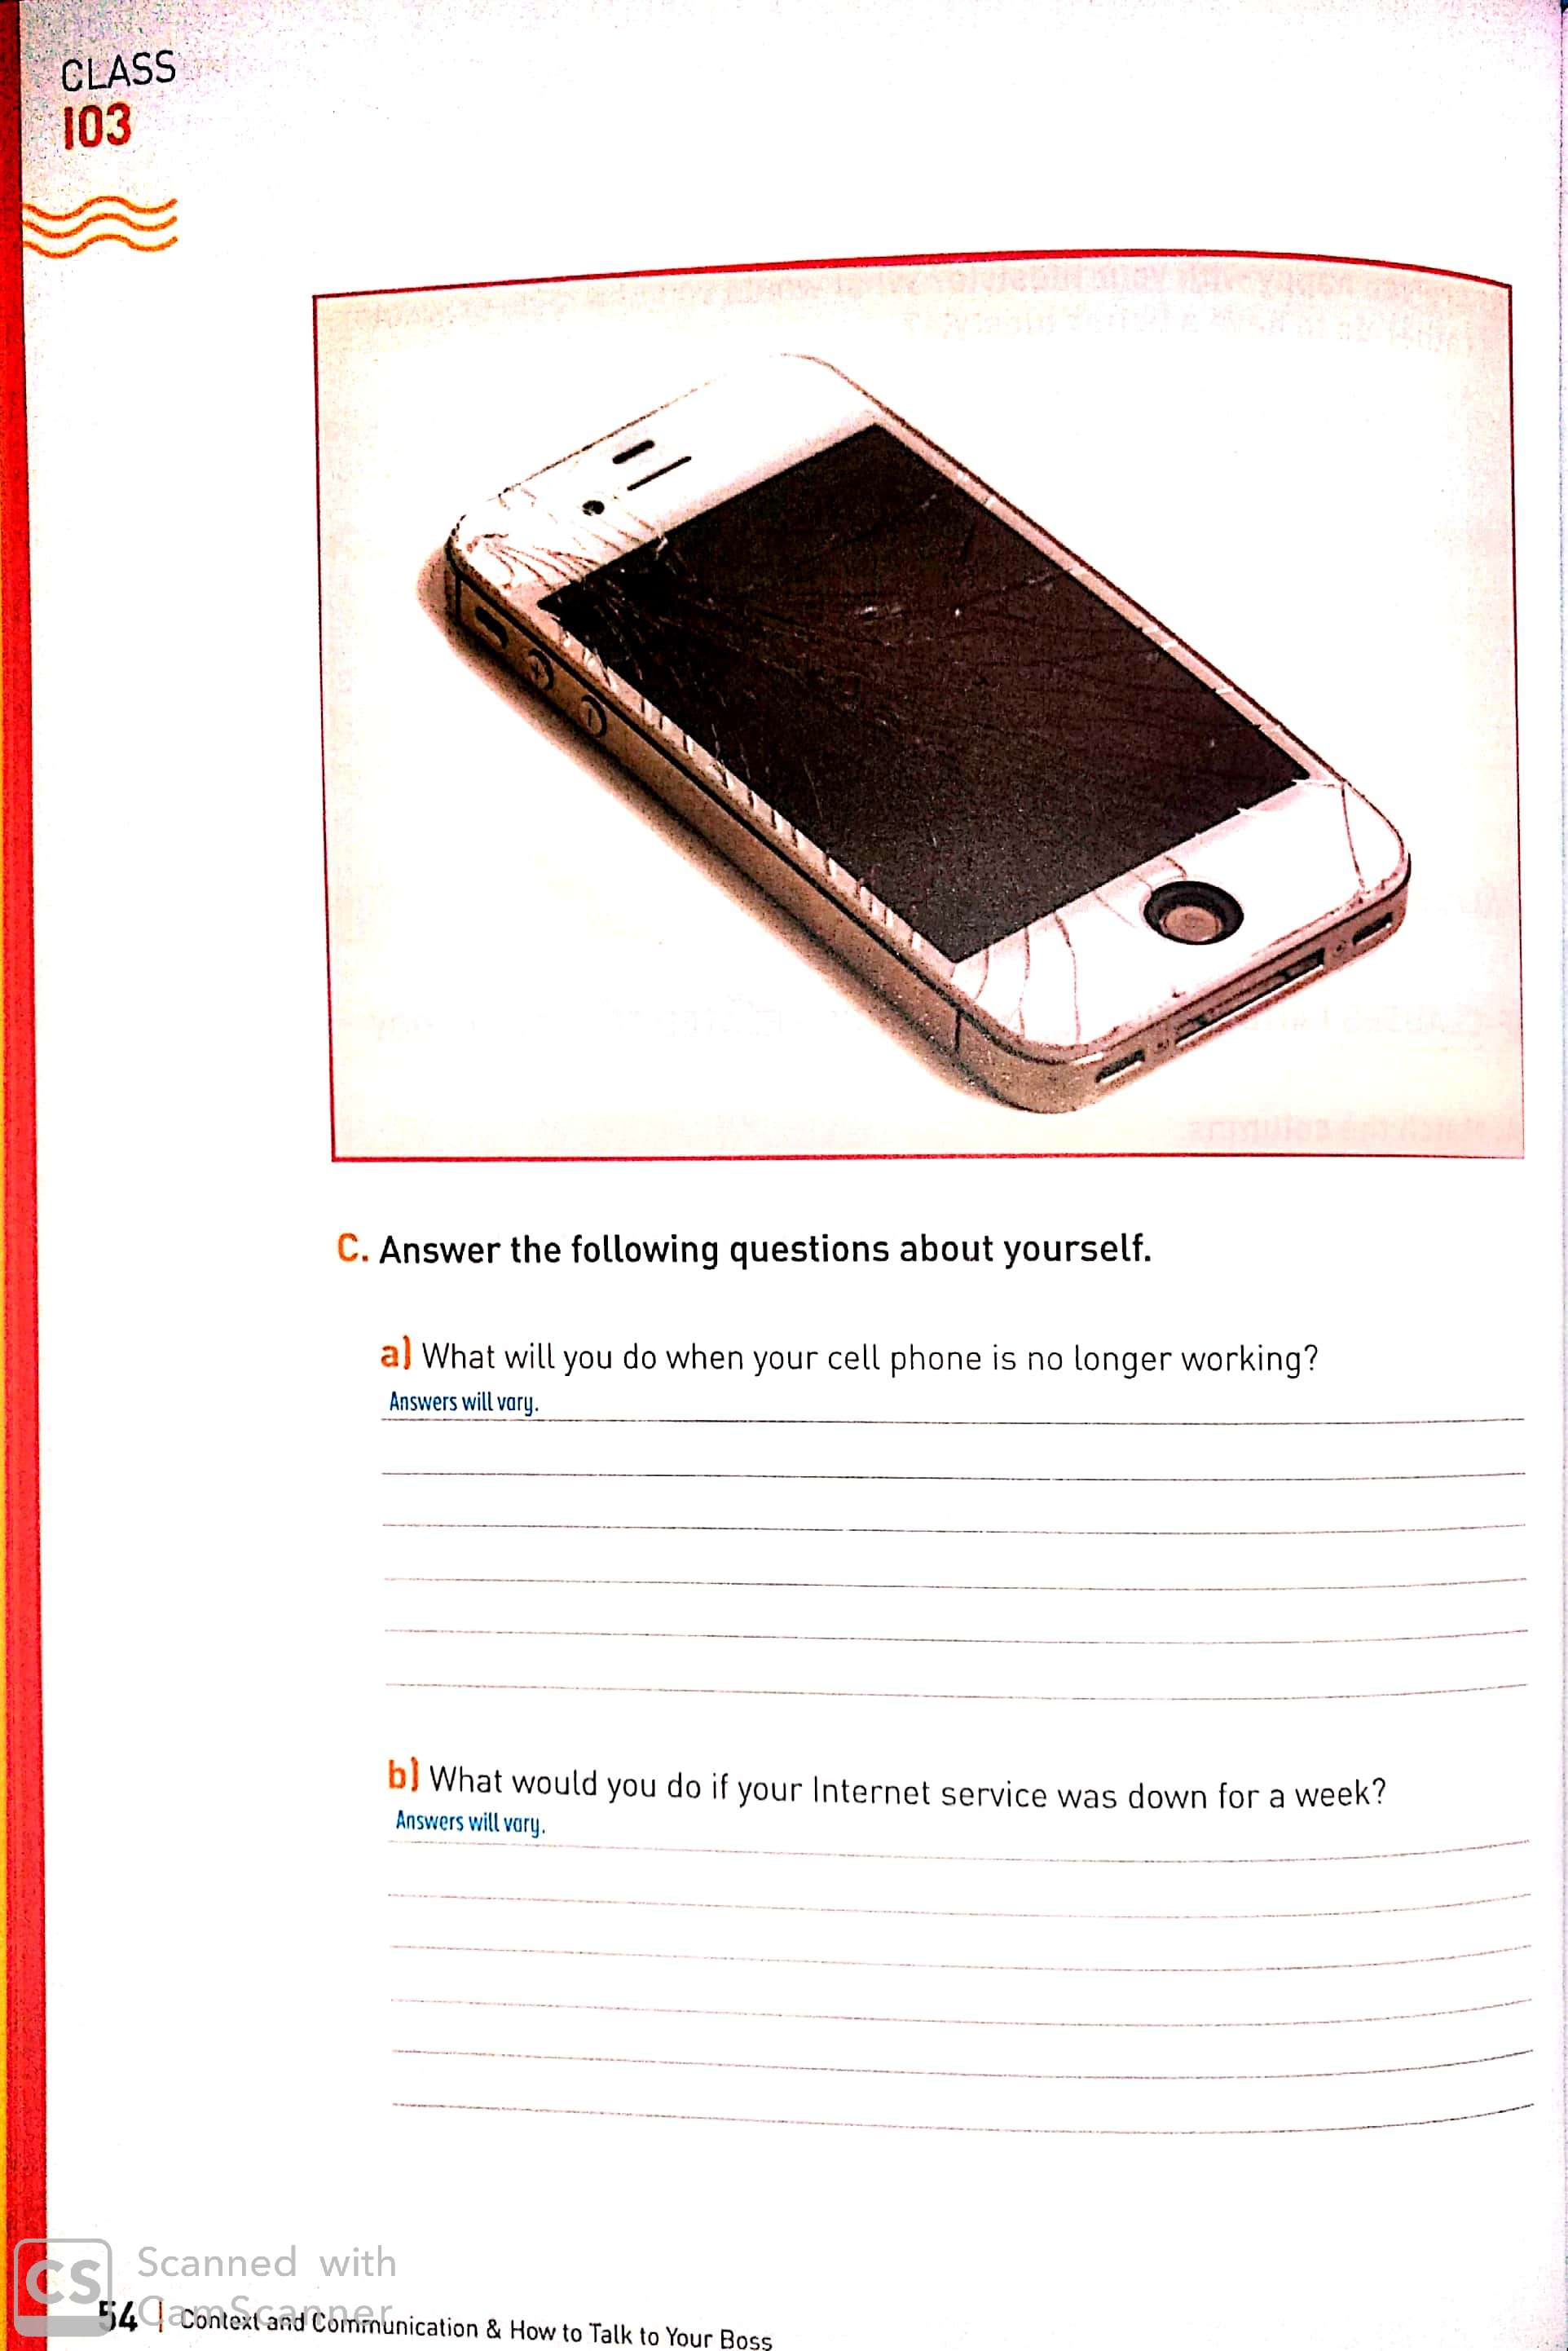 CLASS
103
C. Answer the following questions about yourself.
a) What will you do when your cell phone is no longer working?
Answers will vary.
b) What would you do if your Internet service was down for a week?
Answers will vary.
CS Scanned with
CamScanner
54 | Context and Communication & How to Talk to Your Boss